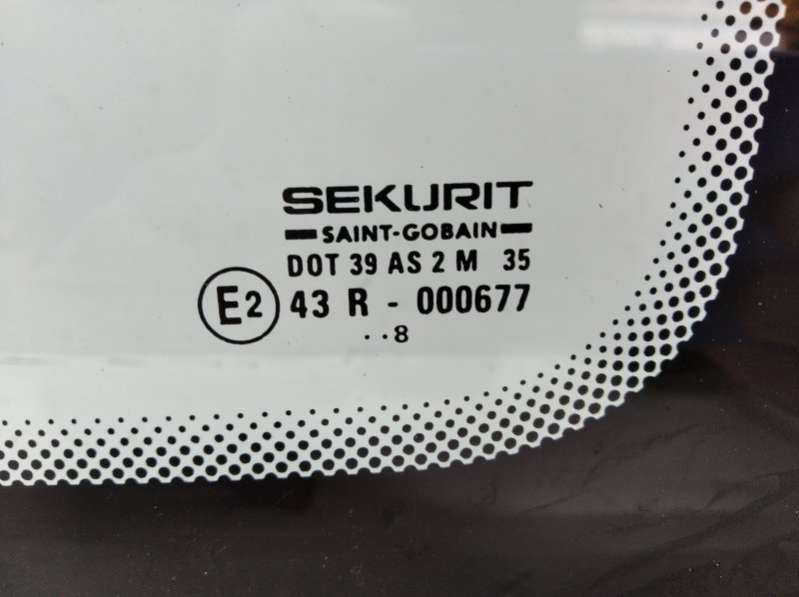 SEKURIT
SAINT-GOBAIN
DOT 39 AS 2 M 35
E2 43 R - 000677
..8